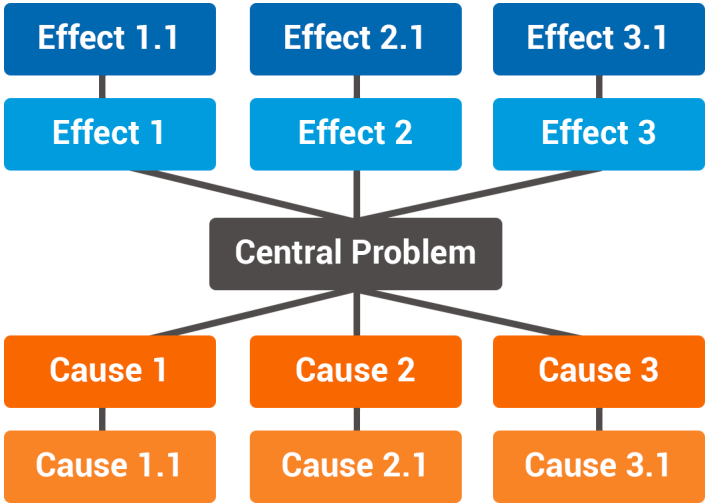 Effect 1.1
Effect 2.1
Effect 3.1
Effect 1
Effect 2
Effect 3
Central Problem
Cause 1
Cause 2
Cause 3
Cause 1.1
Cause 2.1
Cause 3.1